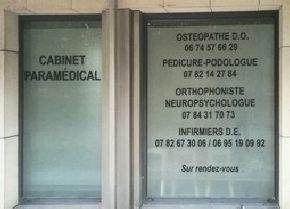 CABINET
PARAMÉDICAL
OSTEOPATHE D.O.
06 74 57 66 29
PÉDICURE-PODOLOGUE
07 82 14 27 84
ORTHOPHONISTE
NEUROPSYCHOLOGUE
07 84 31 70 73
INFIRMIERS D.E.
07 82 67 30 06 / 06 95 19 09 92
Sur rendez-vous